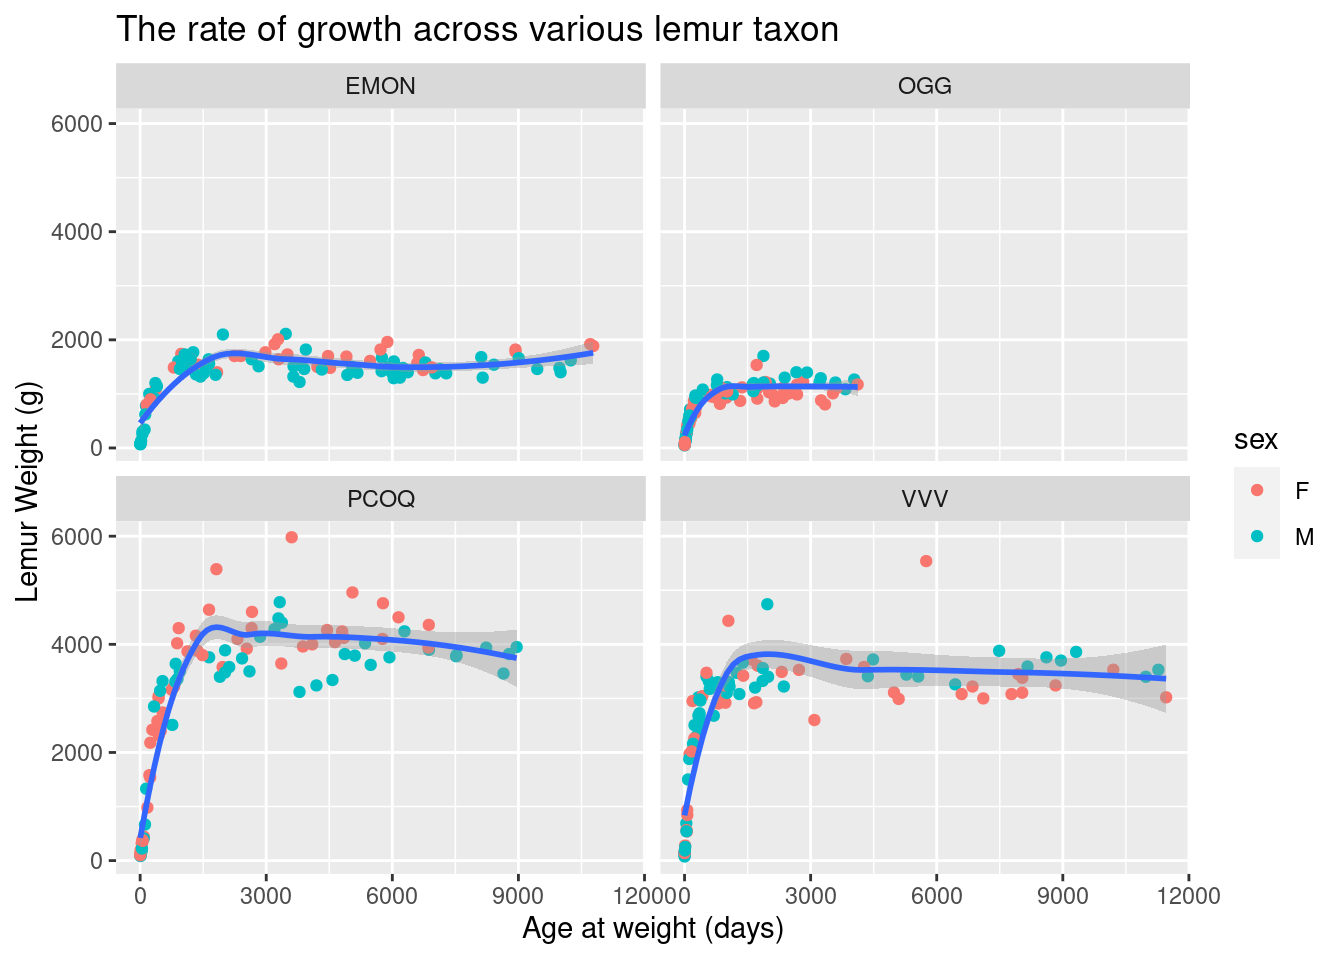 The rate of growth across various lemur taxon
EMON
OGG
6000
4000
2000
0
PCOQ
VVV
6000
4000
2000
0
0 3000 6000 9000 12000 0 3000 6000 9000 12000
Age at weight (days)
Lemur Weight (g)
sex
F
M